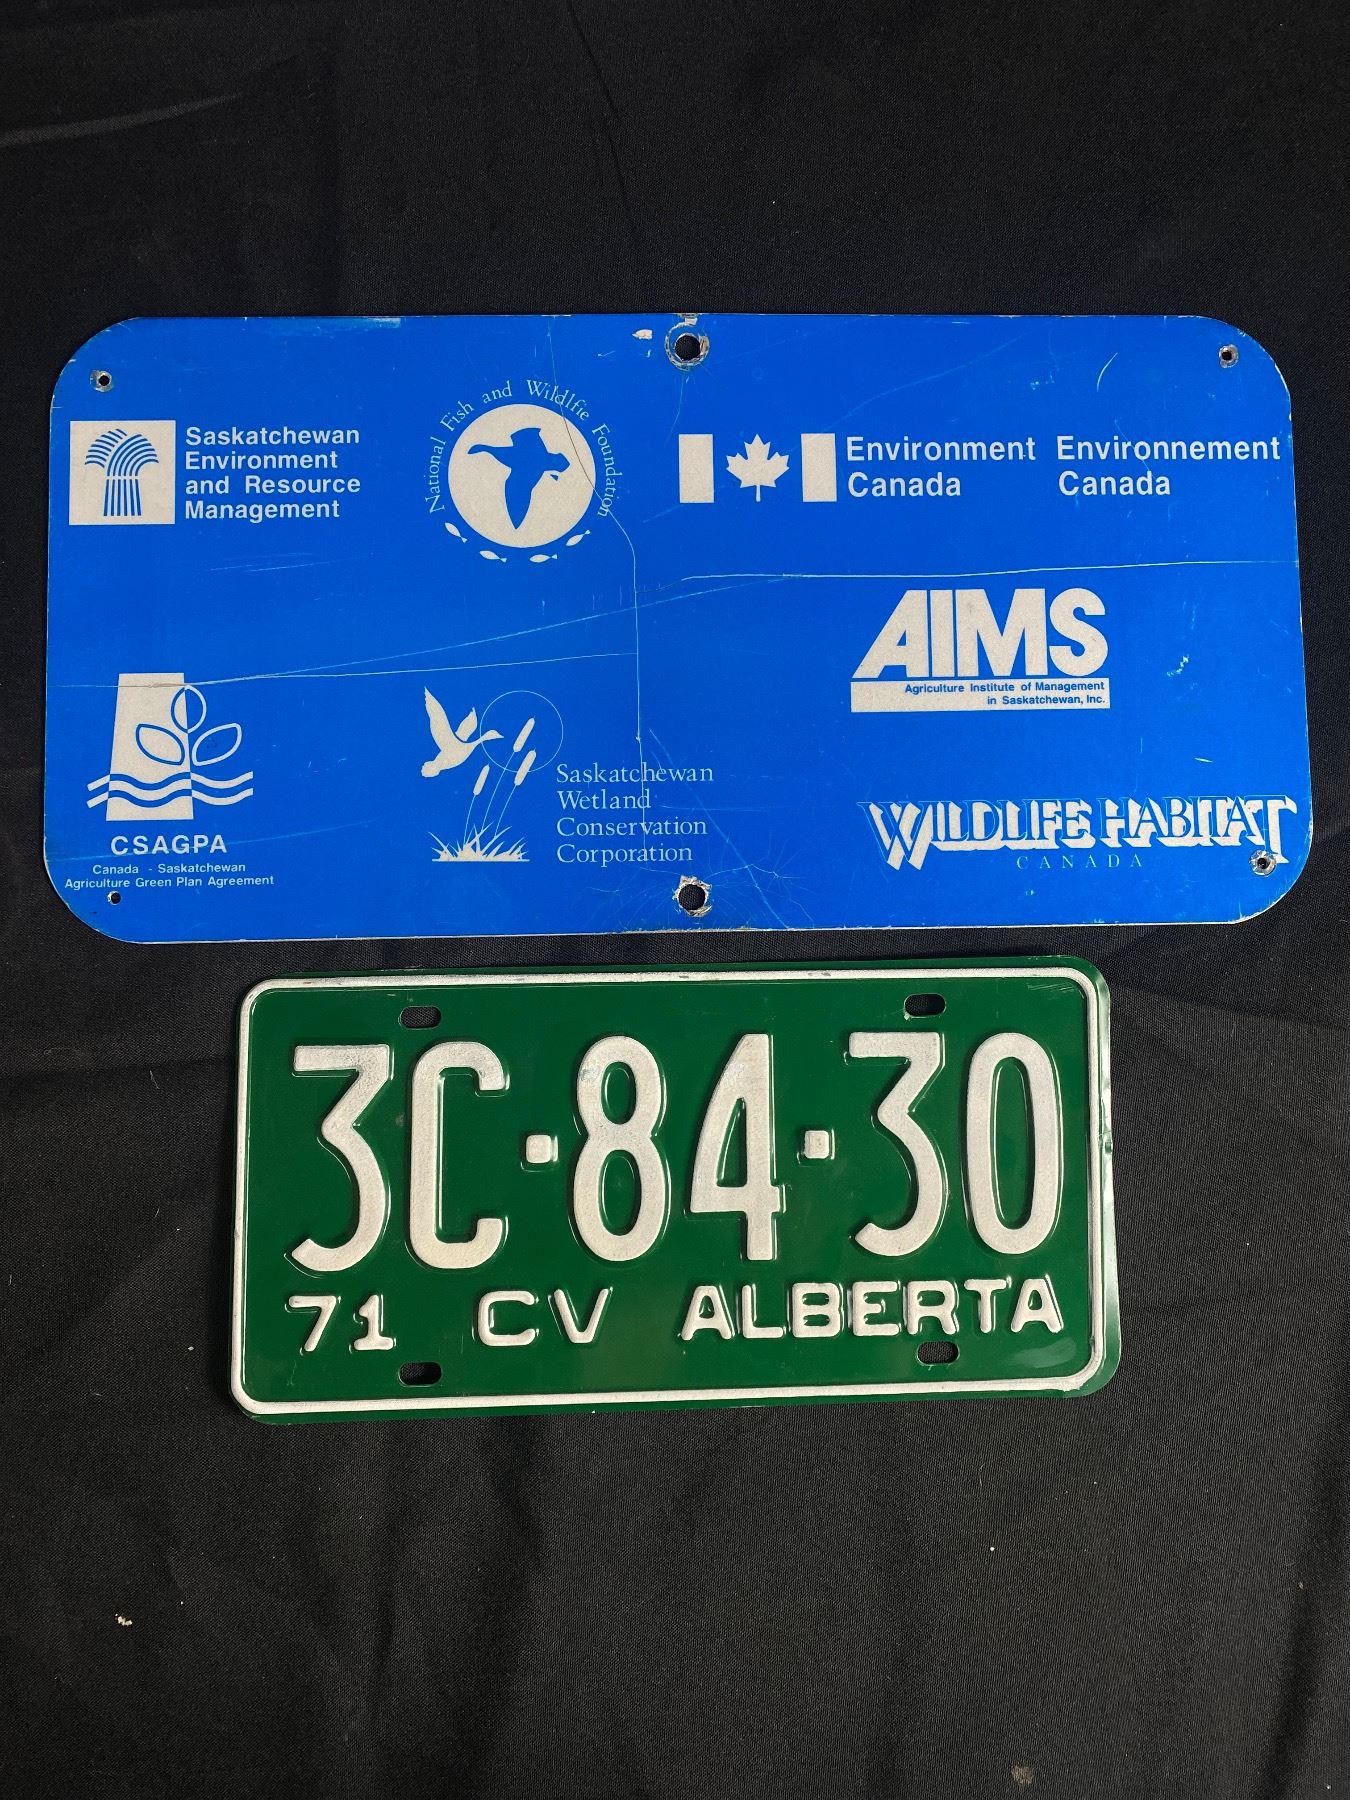 Saskatchewan
Environment
and Resource
Management
National Fish and Wildlfie Foundation
Environment
Canada
Environnement
Canada
AIMS
Agriculture Institute of Management
in Saskatchewan, Inc.
CSAGPA
Canada - Saskatchewan
Agriculture Green Plan Agreement
Saskatchewan
Wetland
Conservation
Corporation
WILDLIFE HABITAT
CANADA
3C·84·30
71 CV ALBERTA